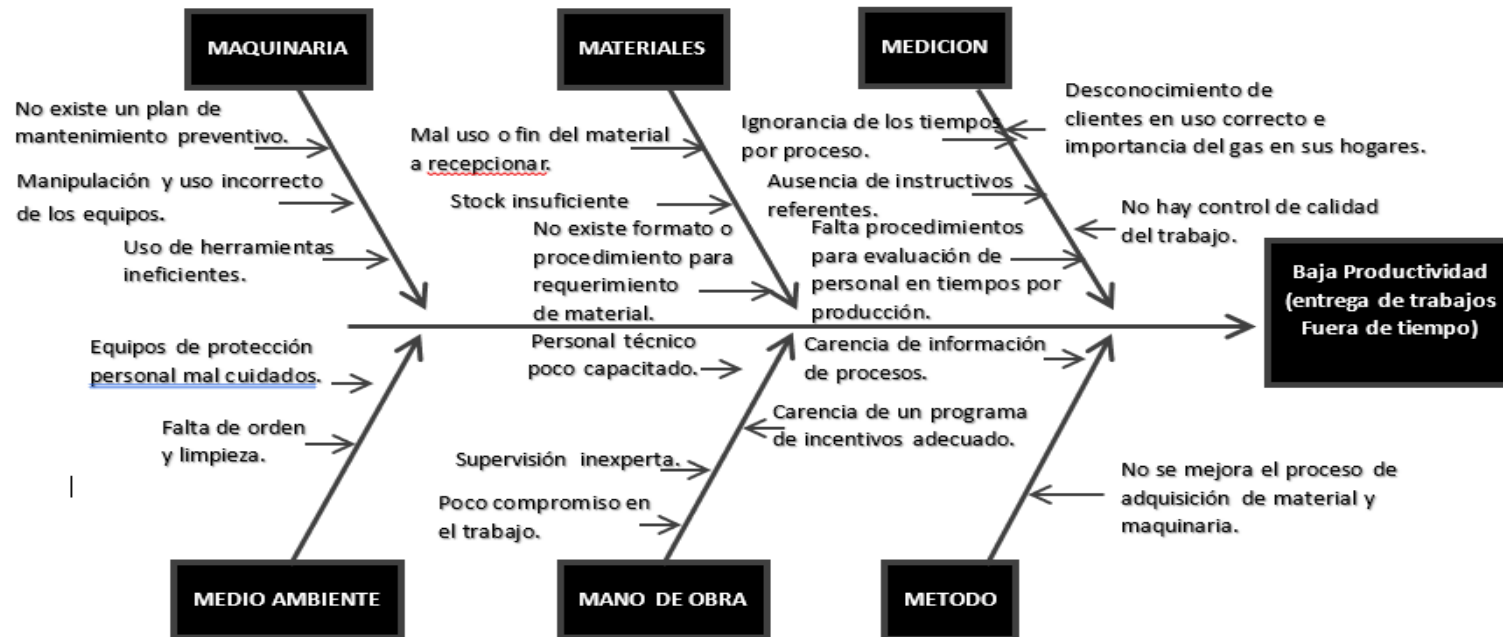 MAQUINARIA
MATERIALES
MEDICION
No existe un plan de
mantenimiento preventivo.
Manipulación y uso incorrecto
de los equipos.
Uso de herramientas
ineficientes.
Mal uso o fin del material
a recepcionar.
Stock insuficiente
No existe formato o
procedimiento para
requerimiento
de material.
Ignorancia de los tiempos
por proceso.
Ausencia de instructivos
referentes.
Falta procedimientos
para evaluación de
personal en tiempos por
producción.
Desconocimiento de
clientes en uso correcto e
importancia del gas en sus hogares.
No hay control de calidad
del trabajo.
Baja Productividad
(entrega de trabajos
Fuera de tiempo)
Equipos de protección
personal mal cuidados.
Falta de orden
y limpieza.
Personal técnico
poco capacitado.
Carencia de un programa
de incentivos adecuado.
Supervisión inexperta.
Poco compromiso en
el trabajo.
Carencia de información
de procesos.
No se mejora el proceso de
adquisición de material y
maquinaria.
MEDIO AMBIENTE
MANO DE OBRA
METODO